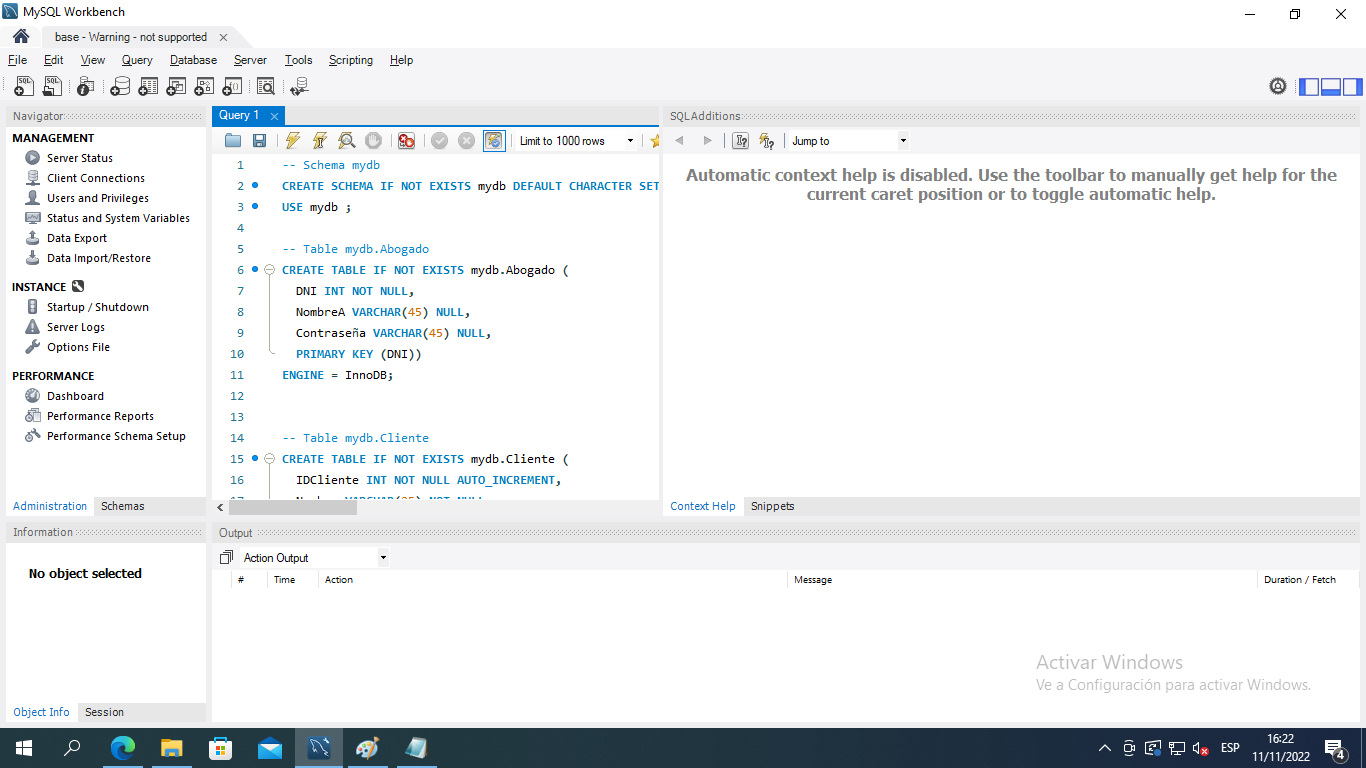 MySQL Workbench
base - Warning - not supported
File Edit View Query Database Server Tools Scripting Help
Navigator
MANAGEMENT
Server Status
Client Connections
Users and Privileges
Status and System Variables
Data Export
Data Import/Restore
INSTANCE
Startup / Shutdown
Server Logs
Options File
PERFORMANCE
Dashboard
Performance Reports
Performance Schema Setup
Administration Schemas
Information
No object selected
Object Info Session
Query 1
Limit to 1000 rows
1 -- Schema mydb
2 CREATE SCHEMA IF NOT EXISTS mydb DEFAULT CHARACTER SET
3 USE mydb ;
4
5 -- Table mydb.Abogado
6 CREATE TABLE IF NOT EXISTS mydb.Abogado (
7 DNI INT NOT NULL,
8 NombreA VARCHAR(45) NULL,
9 Contraseña VARCHAR(45) NULL,
10 PRIMARY KEY (DNI))
11 ENGINE = InnoDB;
12
13
14 -- Table mydb.Cliente
15 CREATE TABLE IF NOT EXISTS mydb.Cliente (
16 IDCliente INT NOT NULL AUTO_INCREMENT,
SQLAdditions
Jump to
Automatic context help is disabled. Use the toolbar to manually get help for the
current caret position or to toggle automatic help.
Context Help Snippets
Output
Action Output
# Time Action Message Duration / Fetch
Activar Windows
Ve a Configuración para activar Windows.
ESP
16:22
11/11/2022
4